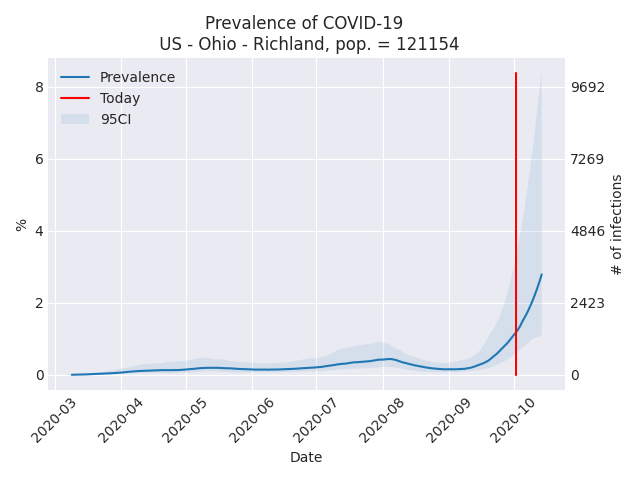 Prevalence of COVID-19
US - Ohio - Richland, pop. = 121154
Prevalence
Today
95CI
8
6
4
2
0
%
9692
7269
4846
2423
0
# of infections
2020-03
2020-04
2020-05
2020-06
2020-07
2020-08
2020-09
2020-10
Date